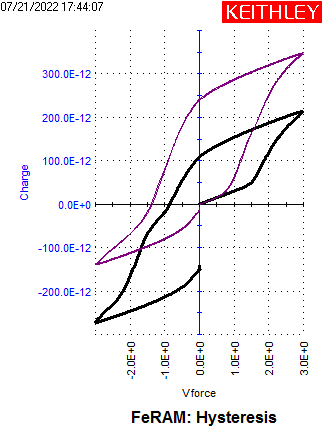 07/21/2022 17:44:07
KEITHLEY
300.0E-12
200.0E-12
100.0E-12
0.0E+0
-100.0E-12
-200.0E-12
Charge
-2.0E+0
-1.0E+0
0.0E+0
1.0E+0
2.0E+0
3.0E+0
Vforce
FeRAM: Hysteresis